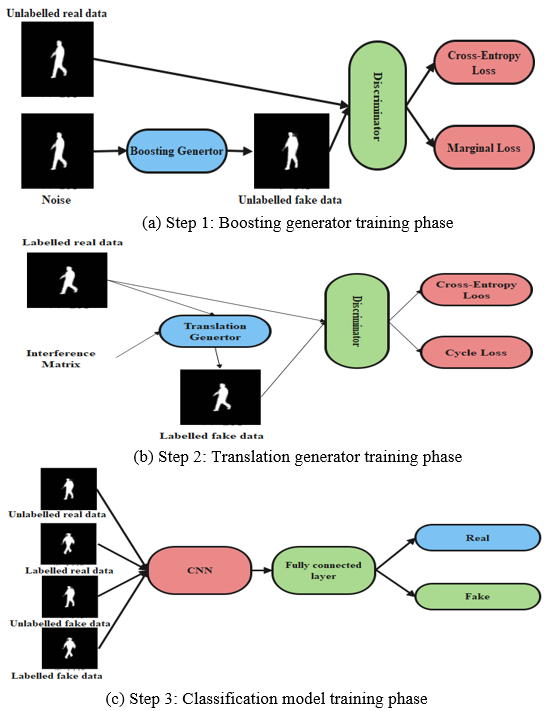 Unlabelled real data
Cross-Entropy
Loss
Discriminator
Boosting Genertor
Marginal Loss
Noise
Unlabelled fake data
(a) Step 1: Boosting generator training phase
Labelled real data
Cross-Entropy
Loos
Translation
Genertor
Discriminator
Interference
Matrix
Cycle Loss
Labelled fake data
(b) Step 2: Translation generator training phase
Unlabelled real data
Labelled real data
Unlabelled fake data
Labelled fake data
CNN
Fully connected
layer
Real
Fake
(c) Step 3: Classification model training phase